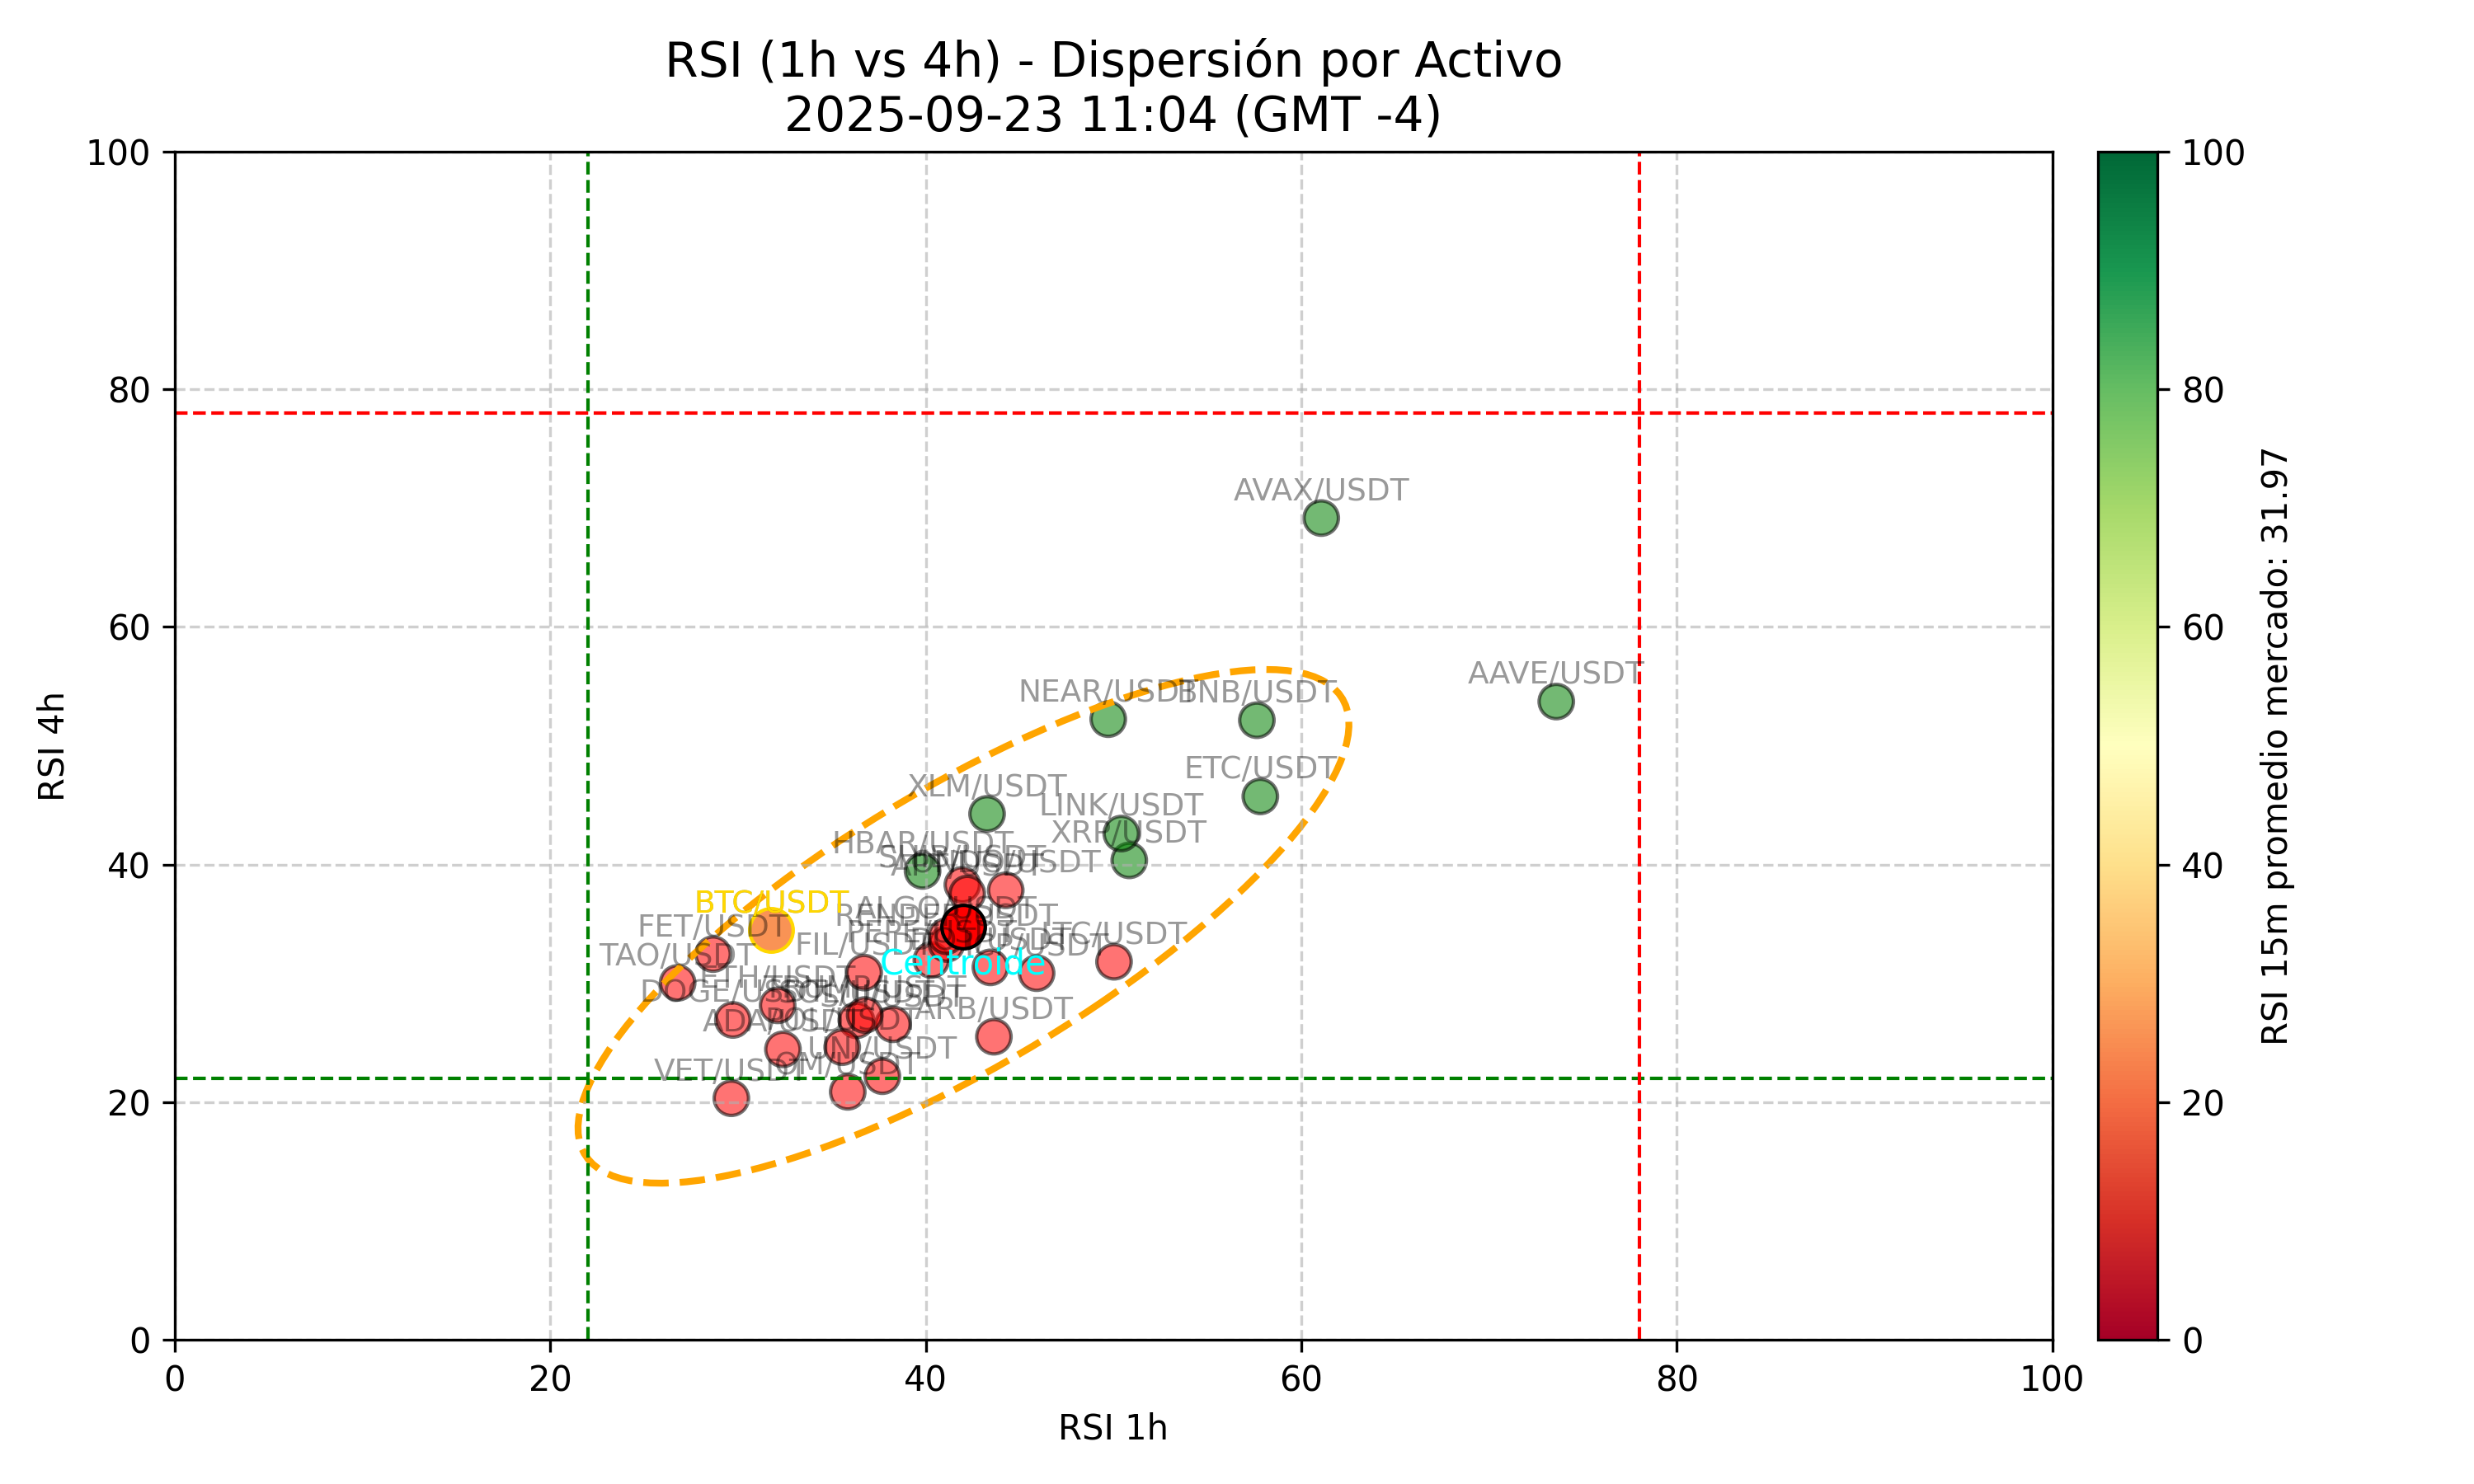 RSI (1h vs 4h) - Dispersión por Activo
2025-09-23 11:04 (GMT -4)
100
80
60
40
20
0
RSI 4h
AVAX/USDT
AAVE/USDT
NEAR/USDT
BNB/USDT
ETC/USDT
XLM/USDT
LINK/USDT
XRP/USDT
HBAR/USDT
BTC/USDT
FET/USDT
LTC/USDT
TAO/USDT
FIL/USDT
Centroide
ETH/USDT
DOGE/USDT
ARB/USDT
ADA/USDT
UNI/USDT
VET/USDT
OM/USDT
0
20
40
60
80
100
RSI 1h
100
80
60
40
20
0
RSI 15m promedio mercado: 31.97